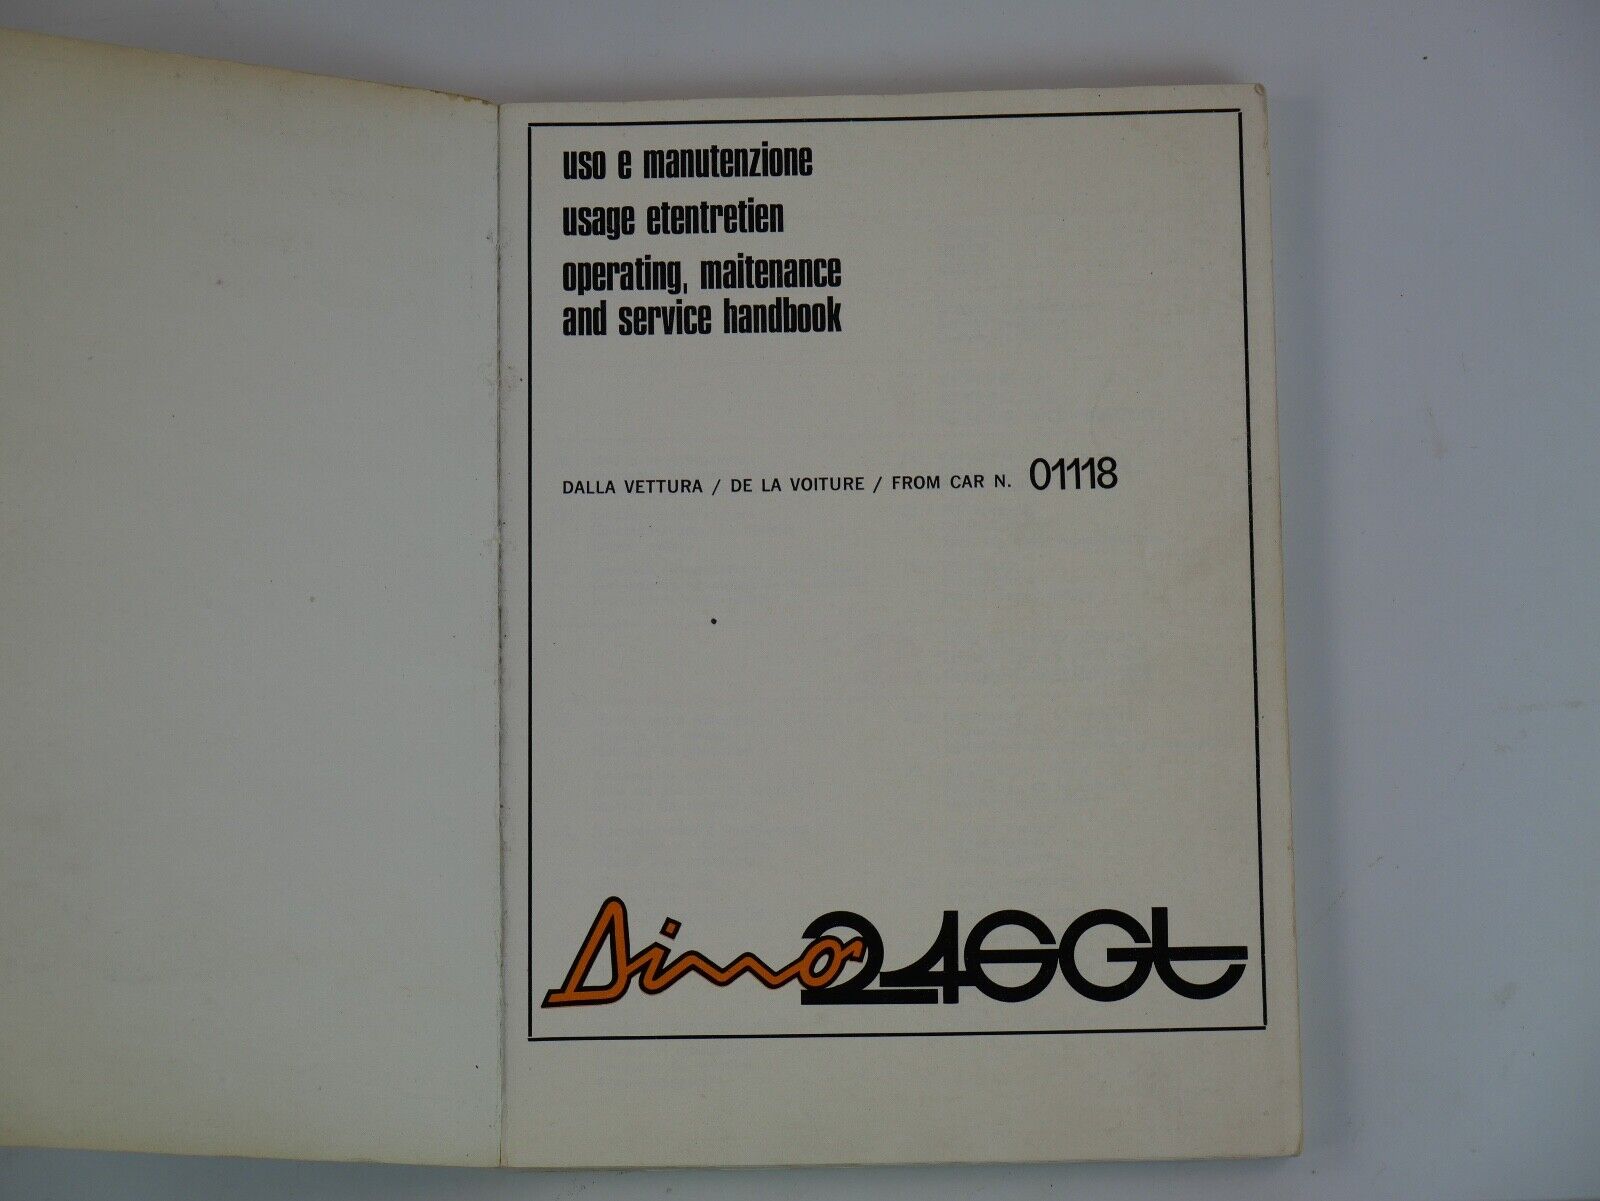 uso e manutenzione
usage etentretien
operating, maitenance
and service handbook
DALLA VETTURA / DE LA VOITURE / FROM CAR N. 01118
Dino 246GT